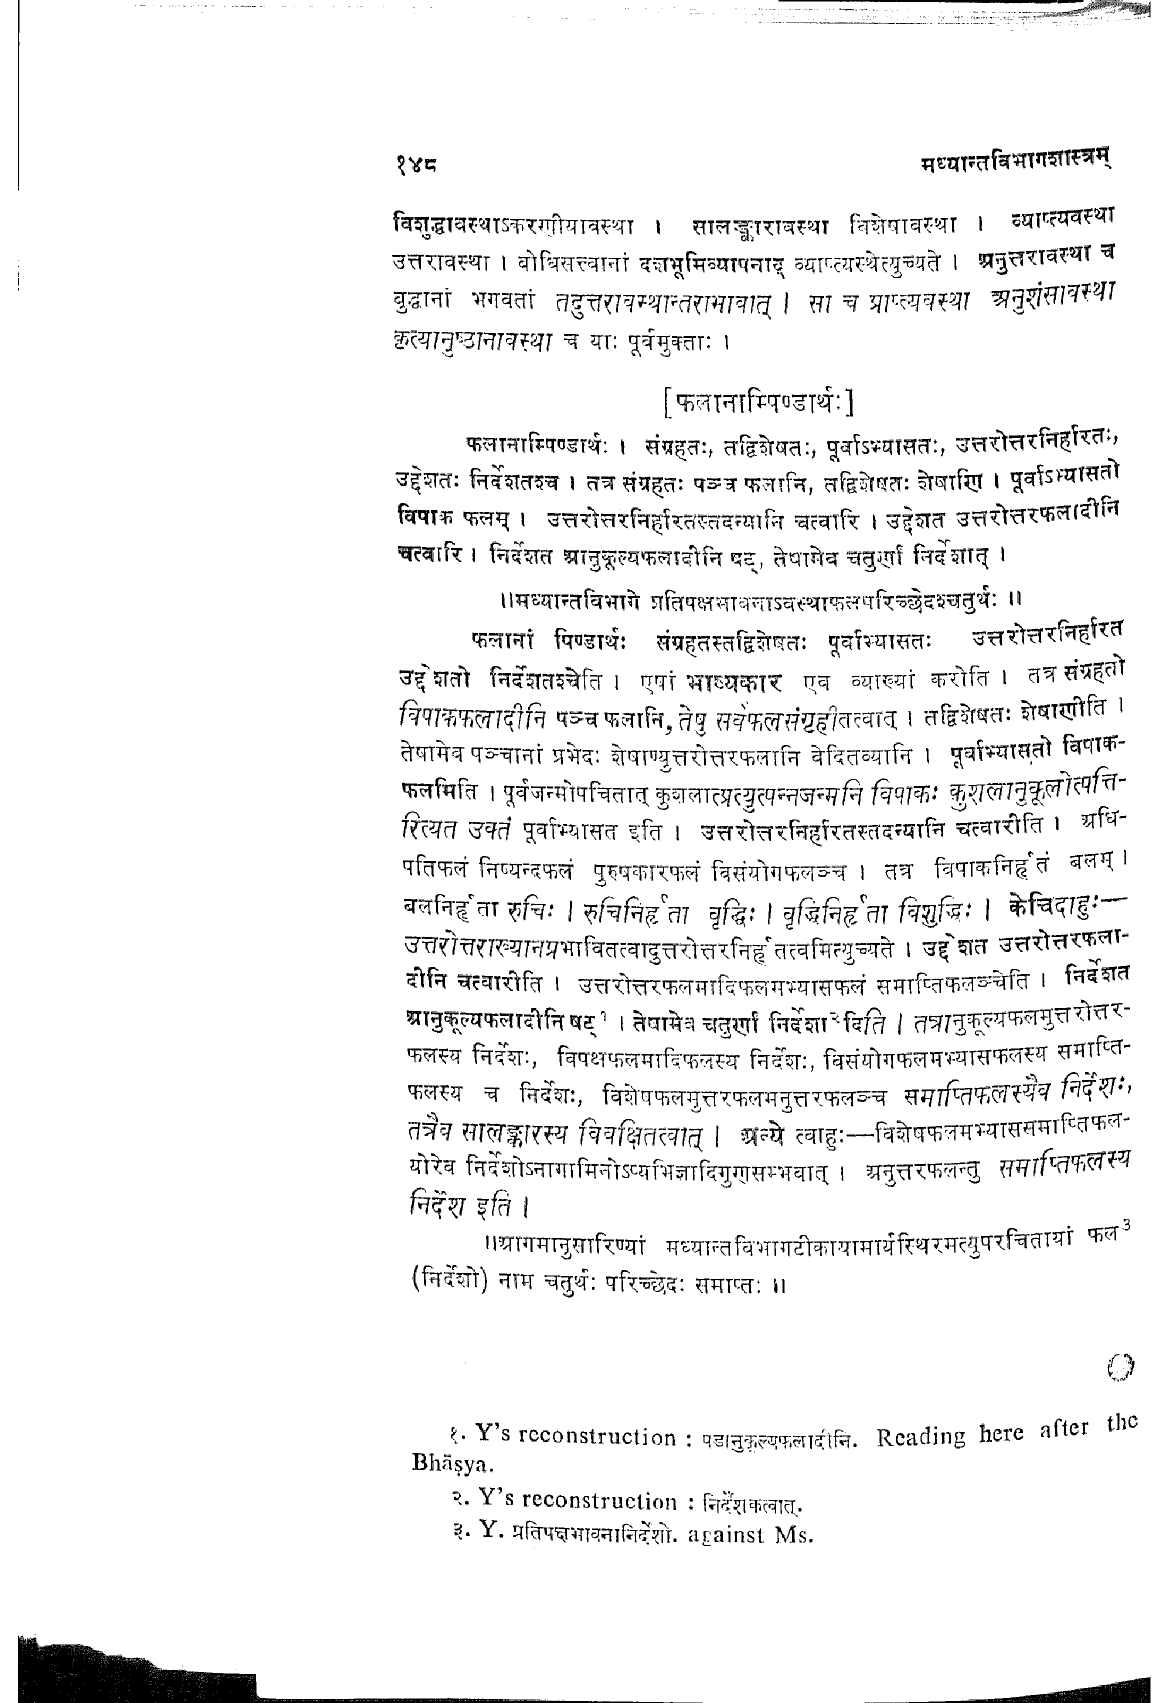 १४८ मध्यान्तविभागशास्त्रम्
विशुद्धावस्थाऽकरणीयावस्था । सालङ्कारावस्था विशेषावस्था । व्याप्त्यवस्था
उत्तरावस्था । बोधिसत्त्वानां दशभूमिव्यापनाद् व्याप्त्यस्थेत्युच्यते । अनुत्तरावस्था च
बुद्धानां भगवतां तदुत्तरावस्थान्तराभावात् । सा च प्राप्त्यवस्था अनुशंसावस्था
कृत्यानुष्ठानावस्था च याः पूर्वमुक्ताः ।
[फलानाम्पिण्डार्थः]
फलानाम्पिण्डार्थः । संग्रहतः, तद्विशेषतः, पूर्वाऽभ्यासतः, उत्तरोत्तरनिर्हारतः,
उद्देशतः निर्देशतश्च । तत्र संग्रहतः पञ्च फलानि, तद्विशेषतः शेषाणि । पूर्वाऽभ्यासतो
विपाक फलम् । उत्तरोत्तरनिर्हारतस्तदन्यानि चत्वारि । उद्देशत उत्तरोत्तरफलादीनि
चत्वारि । निर्देशत आनुकूल्यफलादीनि षट्, तेषामेव चतुर्णां निर्देशात् ।
॥मध्यान्तविभागे प्रतिपक्षभावनाऽवस्थाफलपरिच्छेदश्चतुर्थः ॥
फलानां पिण्डार्थः संग्रहतस्तद्विशेषतः पूर्वाभ्यासतः उत्तरोत्तरनिर्हारत
उद्देशतो निर्देशतश्चेति । एषां भाष्यकार एव व्याख्यां करोति । तत्र संग्रहतो
विपाकफलादीनि पञ्च फलानि, तेषु सर्वफलसंगृहीतत्वात् । तद्विशेषतः शेषाणीति ।
तेषामेव पञ्चानां प्रभेदः शेषाण्युत्तरोत्तरफलानि वेदितव्यानि । पूर्वाभ्यासतो विपाक-
फलमिति । पूर्वजन्मोपचितात् कुशलात्प्रत्युत्पन्नजन्मनि विपाकः कुशलानुकूलोत्पत्ति-
रित्यत उक्तं पूर्वाभ्यासत इति । उत्तरोत्तरनिर्हारतस्तदन्यानि चत्वारीति । अधि-
पतिफलं निष्यन्दफलं पुरुषकारफलं विसंयोगफलञ्च । तत्र विपाकनिर्हृतं बलम् ।
बलनिर्हृता रुचिः । रुचिनिर्हृता वृद्धिः । वृद्धिनिर्हृता विशुद्धिः । केचिदाहुः—
उत्तरोत्तराख्यानप्रभावितत्वादुत्तरोत्तरनिर्हृतत्वमित्युच्यते । उद्देशत उत्तरोत्तरफला-
दीनि चत्वारीति । उत्तरोत्तरफलमादिफलमभ्यासफलं समाप्तिफलञ्चेति । निर्देशत
आनुकूल्यफलादीनि षट्¹ । तेषामेव चतुर्णां निर्देशा²दिति । तत्रानुकूल्यफलमुत्तरोत्तर-
फलस्य निर्देशः, विपक्षफलमादिफलस्य निर्देशः, विसंयोगफलमभ्यासफलस्य समाप्ति-
फलस्य च निर्देशः, विशेषफलमुत्तरफलमनुत्तरफलञ्च समाप्तिफलस्यैव निर्देशः,
तत्रैव सालङ्कारस्य विवक्षितत्वात् । अन्ये त्वाहुः—विशेषफलमभ्याससमाप्तिफल-
योरेव निर्देशोऽनागामिनोऽप्यभिज्ञादिगुणसम्भवात् । अनुत्तरफलन्तु समाप्तिफलस्य
निर्देश इति ।
॥आगमानुसारिण्यां मध्यान्तविभागटीकायामार्यस्थिरमत्युपरचितायां फल³
(निर्देशो) नाम चतुर्थः परिच्छेदः समाप्तः ॥
१. Y's reconstruction : षडानुकूल्यफलादीनि. Reading here after the
Bhāṣya.
२. Y's reconstruction : निर्देशकत्वात्.
३. Y. प्रतिपक्षभावनानिर्देशो. against Ms.